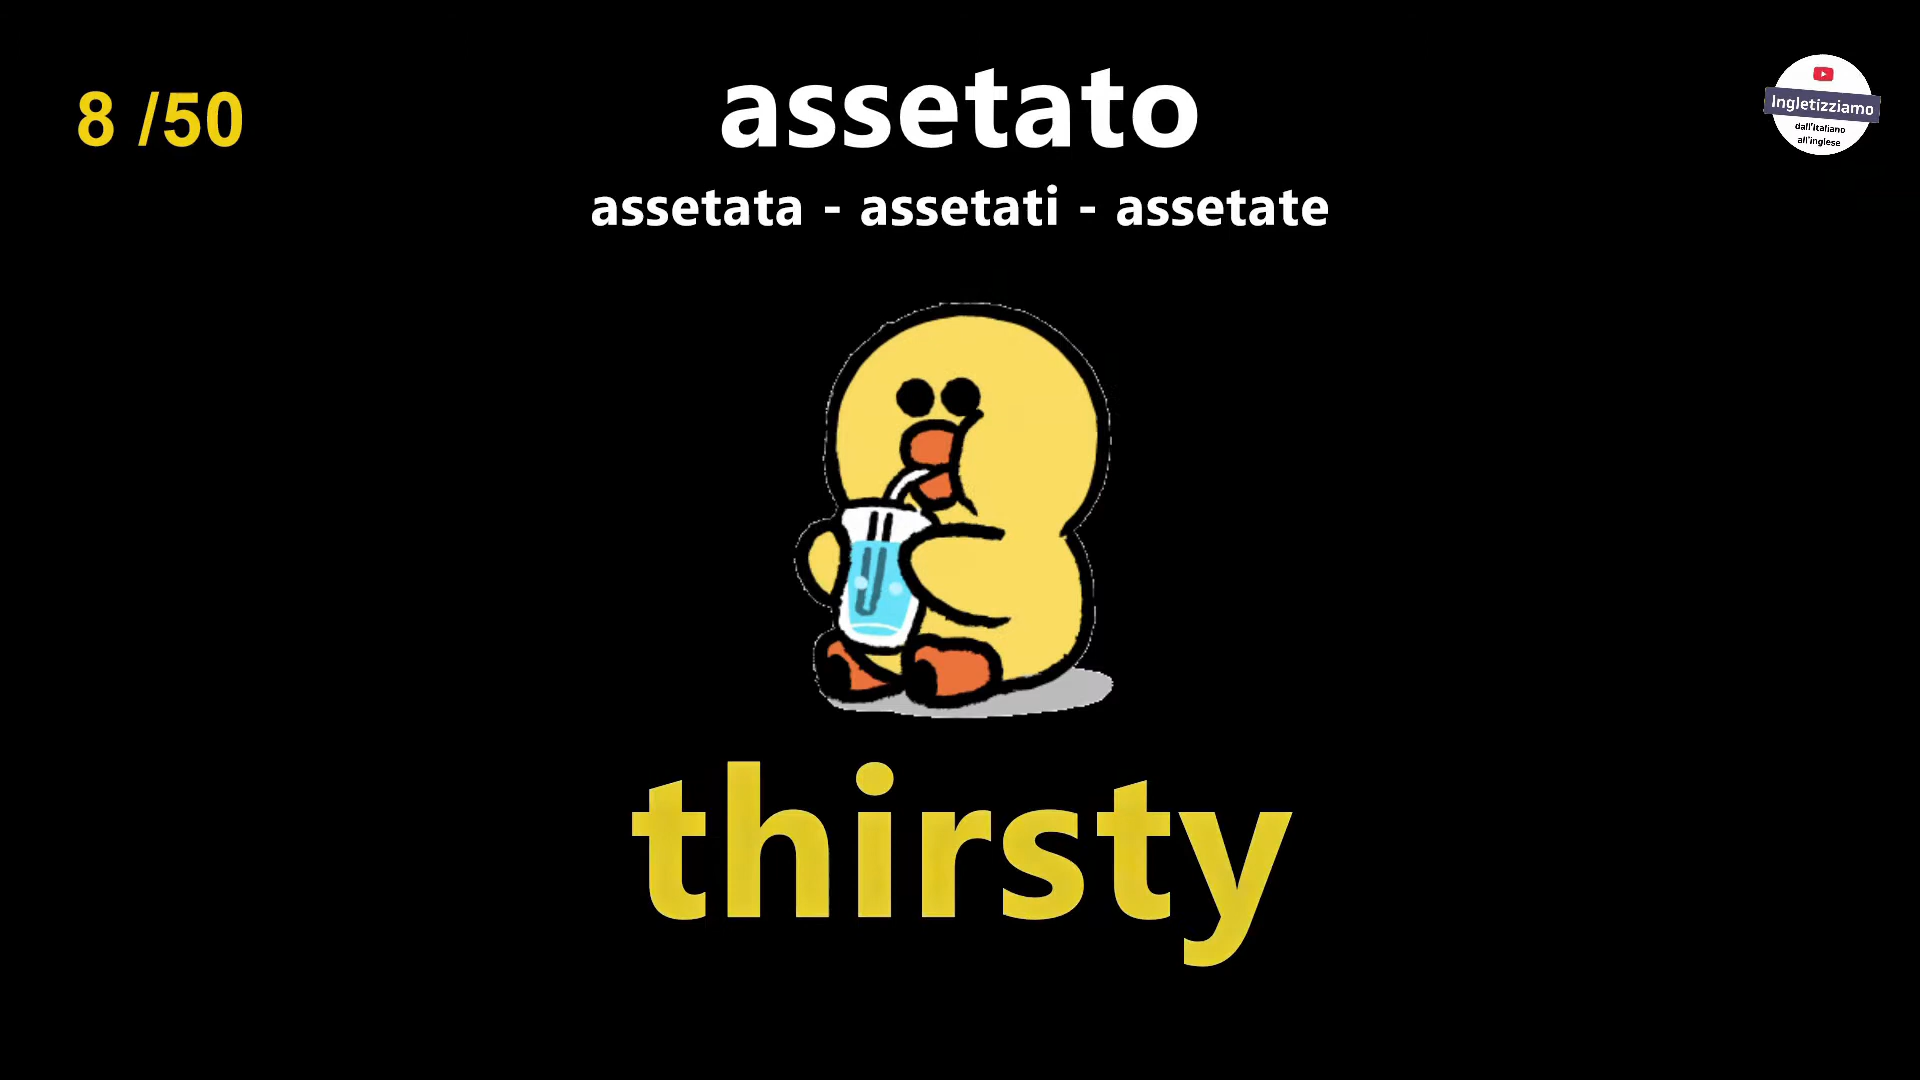 8 /50
assetato
assetata - assetati - assetate
Ingletizziamo
dall'italiano
all'inglese
thirsty